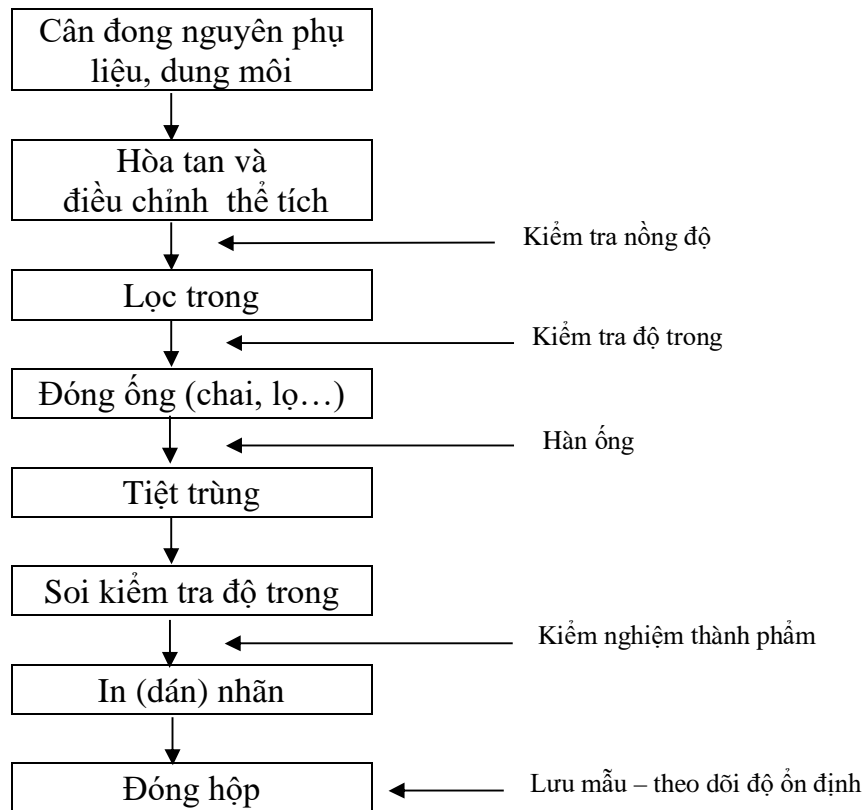 Cân đong nguyên phụ
liệu, dung môi
Hòa tan và
điều chỉnh thể tích
Kiểm tra nồng độ
Lọc trong
Kiểm tra độ trong
Đóng ống (chai, lọ…)
Hàn ống
Tiệt trùng
Soi kiểm tra độ trong
Kiểm nghiệm thành phẩm
In (dán) nhãn
Đóng hộp
Lưu mẫu – theo dõi độ ổn định